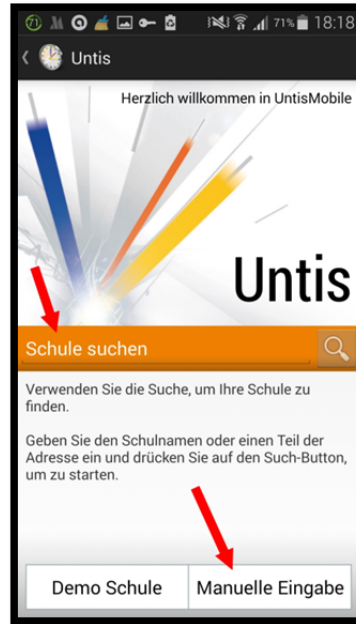 71 71% 18:18
Untis
Herzlich willkommen in UntisMobile
Untis
Schule suchen
Verwenden Sie die Suche, um Ihre Schule zu
finden.
Geben Sie den Schulnamen oder einen Teil der
Adresse ein und drücken Sie auf den Such-Button,
um zu starten.
Demo Schule Manuelle Eingabe